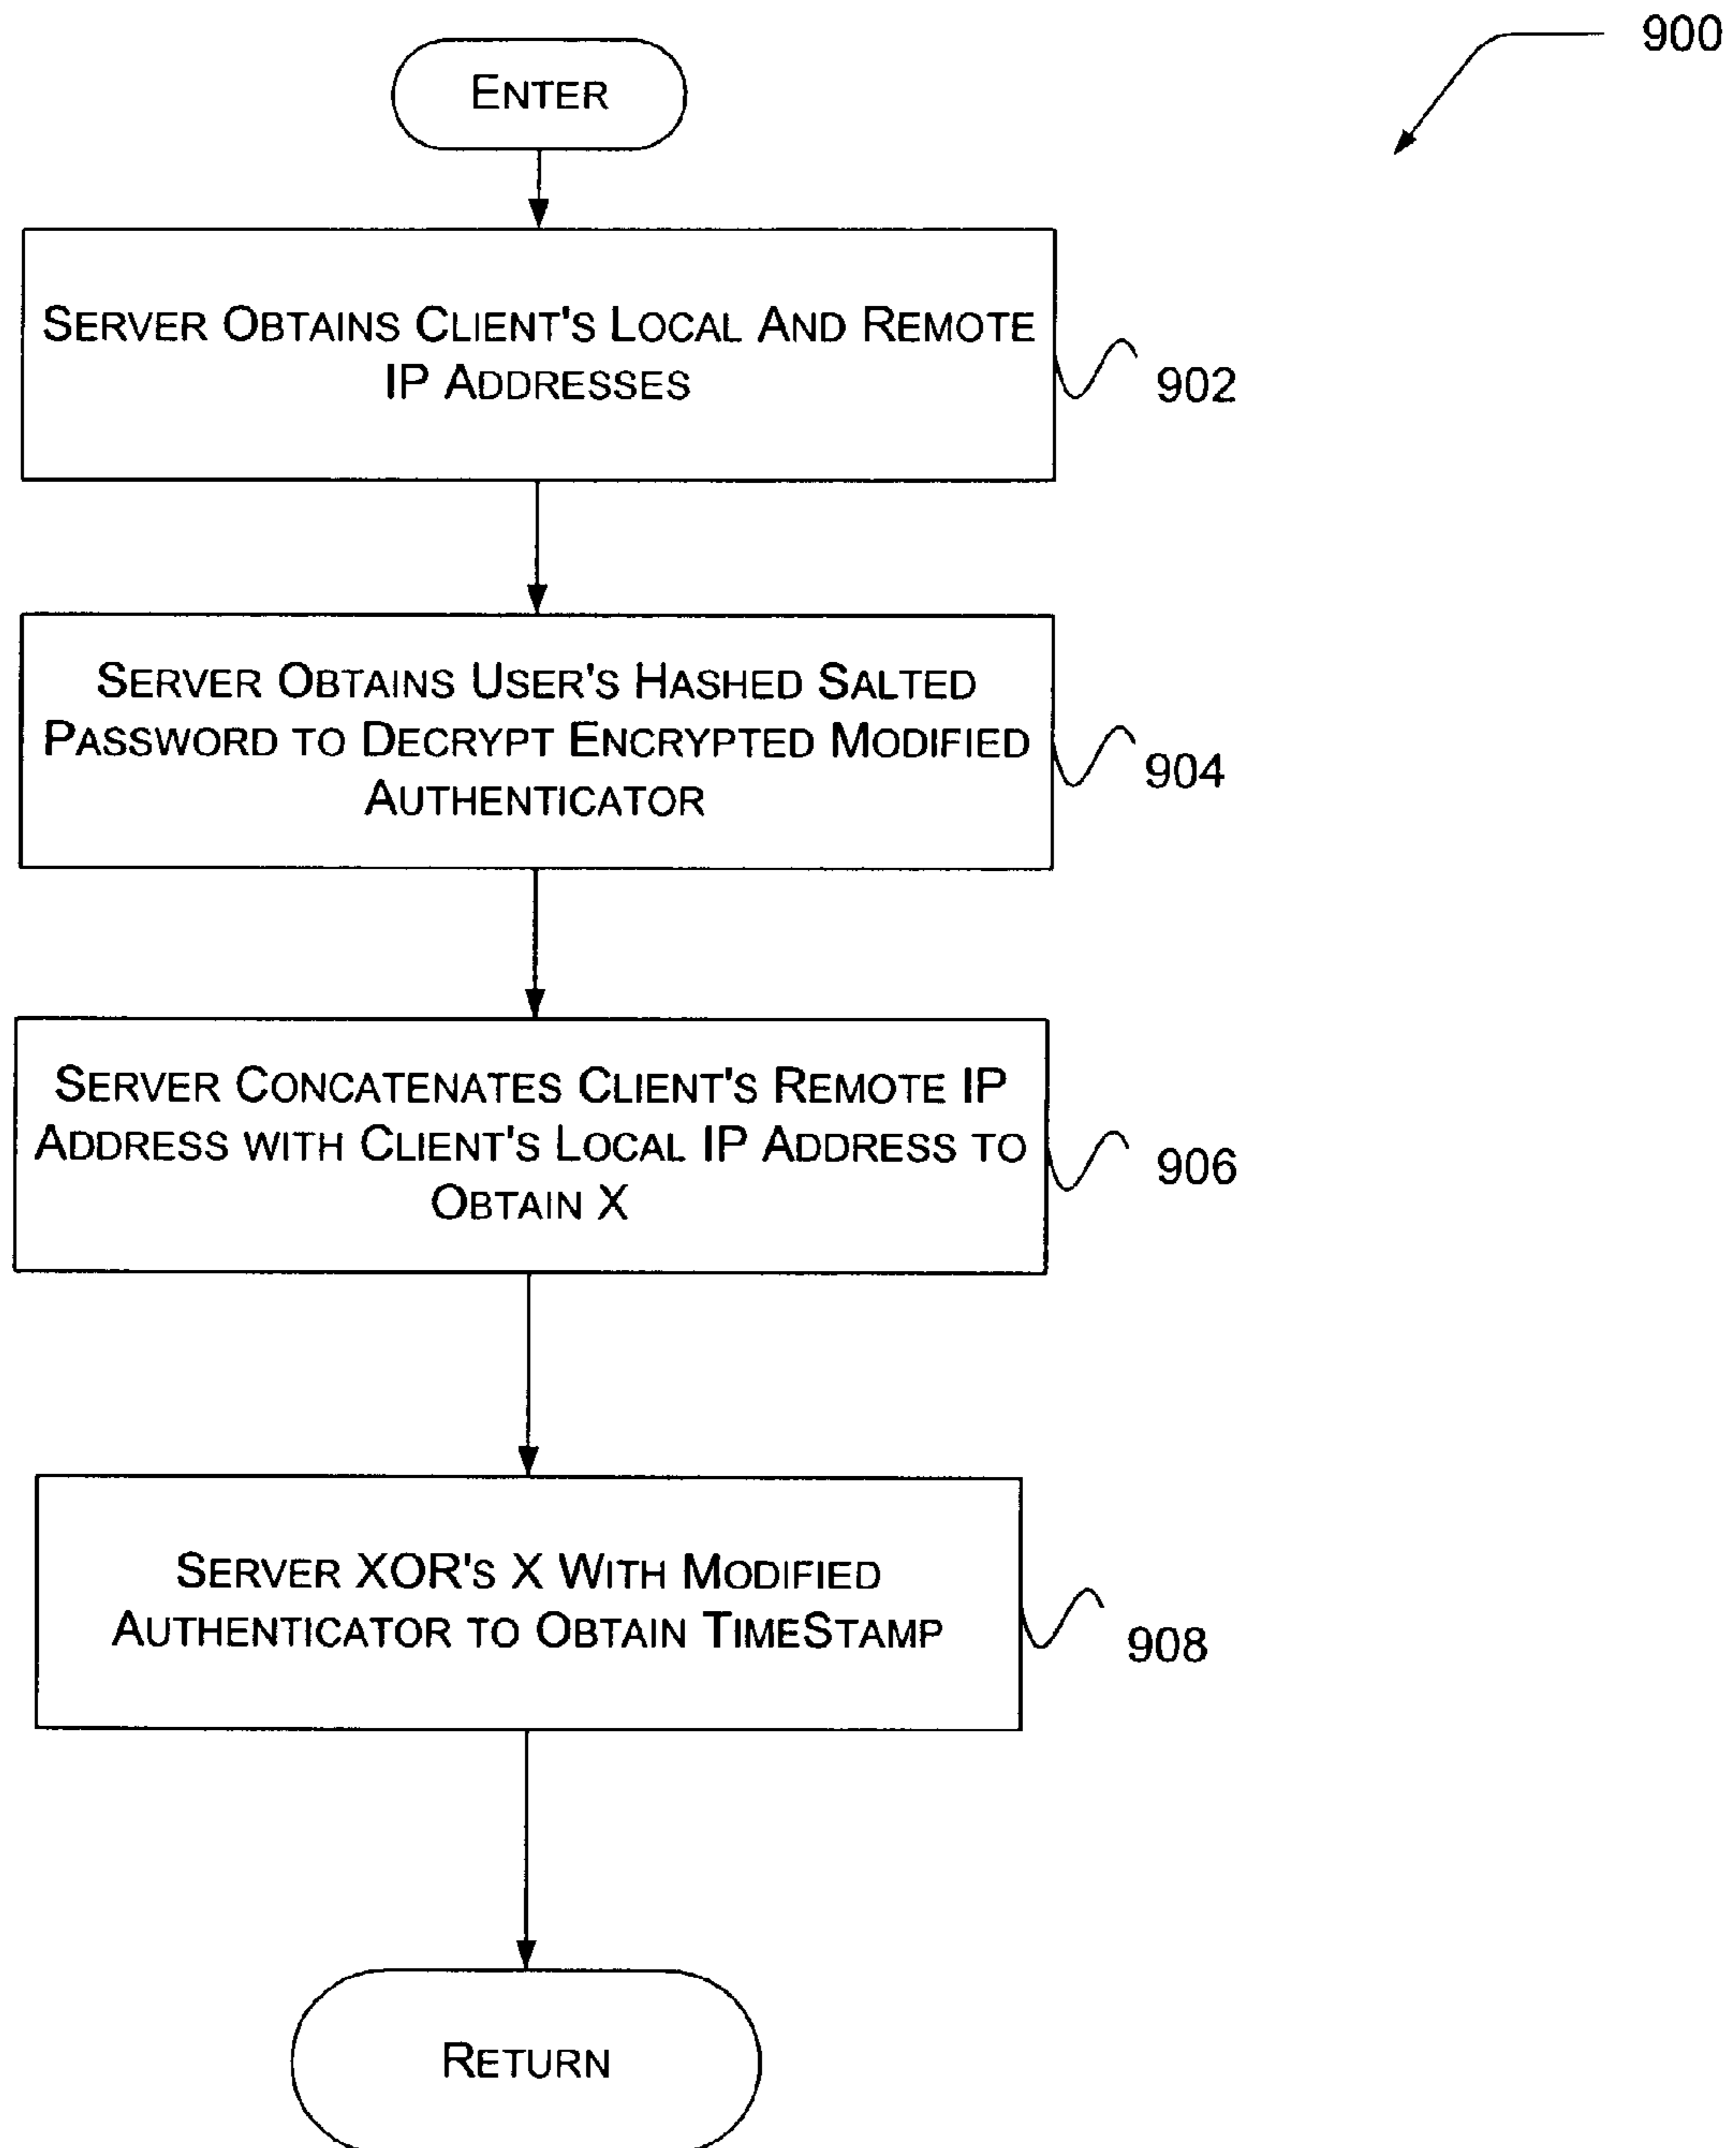 900
ENTER
SERVER OBTAINS CLIENT'S LOCAL AND REMOTE
IP ADDRESSES
902
SERVER OBTAINS USER'S HASHED SALTED
PASSWORD TO DECRYPT ENCRYPTED MODIFIED
AUTHENTICATOR
904
SERVER CONCATENATES CLIENT'S REMOTE IP
ADDRESS WITH CLIENT'S LOCAL IP ADDRESS TO
OBTAIN X
906
SERVER XOR'S X WITH MODIFIED
AUTHENTICATOR TO OBTAIN TIMESTAMP
908
RETURN